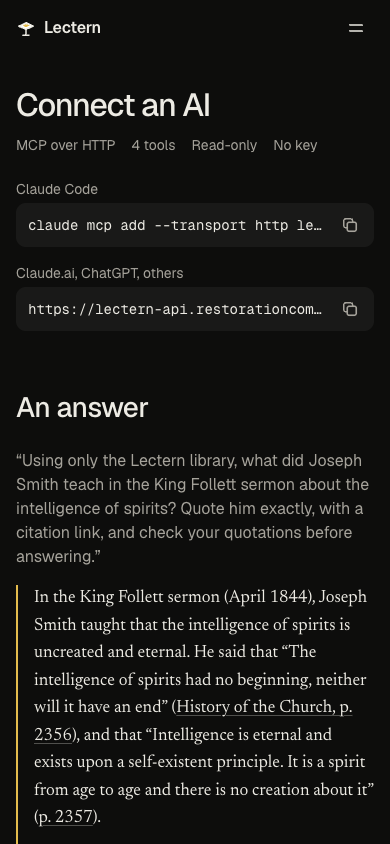 Lectern
Connect an AI
MCP over HTTP 4 tools Read-only No key
Claude Code
claude mcp add --transport http le…
Claude.ai, ChatGPT, others
https://lectern-api.restorationcom…
An answer
“Using only the Lectern library, what did Joseph
Smith teach in the King Follett sermon about the
intelligence of spirits? Quote him exactly, with a
citation link, and check your quotations before
answering.”
In the King Follett sermon (April 1844), Joseph
Smith taught that the intelligence of spirits is
uncreated and eternal. He said that “The
intelligence of spirits had no beginning, neither
will it have an end” (History of the Church, p.
2356), and that “Intelligence is eternal and
exists upon a self-existent principle. It is a spirit
from age to age and there is no creation about it”
(p. 2357).